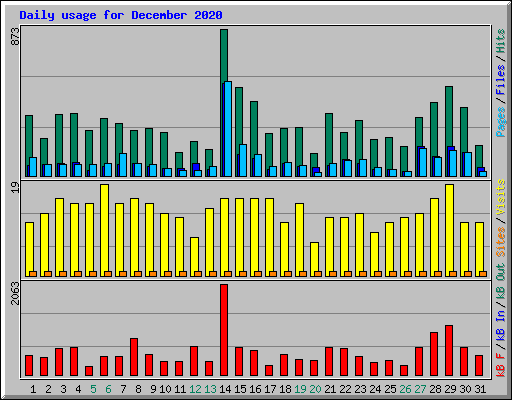 Daily usage for December 2020
873
Pages / Files / Hits
19
Sites / Visits
2063
kB F / kB In / kB Out
1 2 3 4 5 6 7 8 9 10 11 12 13 14 15 16 17 18 19 20 21 22 23 24 25 26 27 28 29 30 31